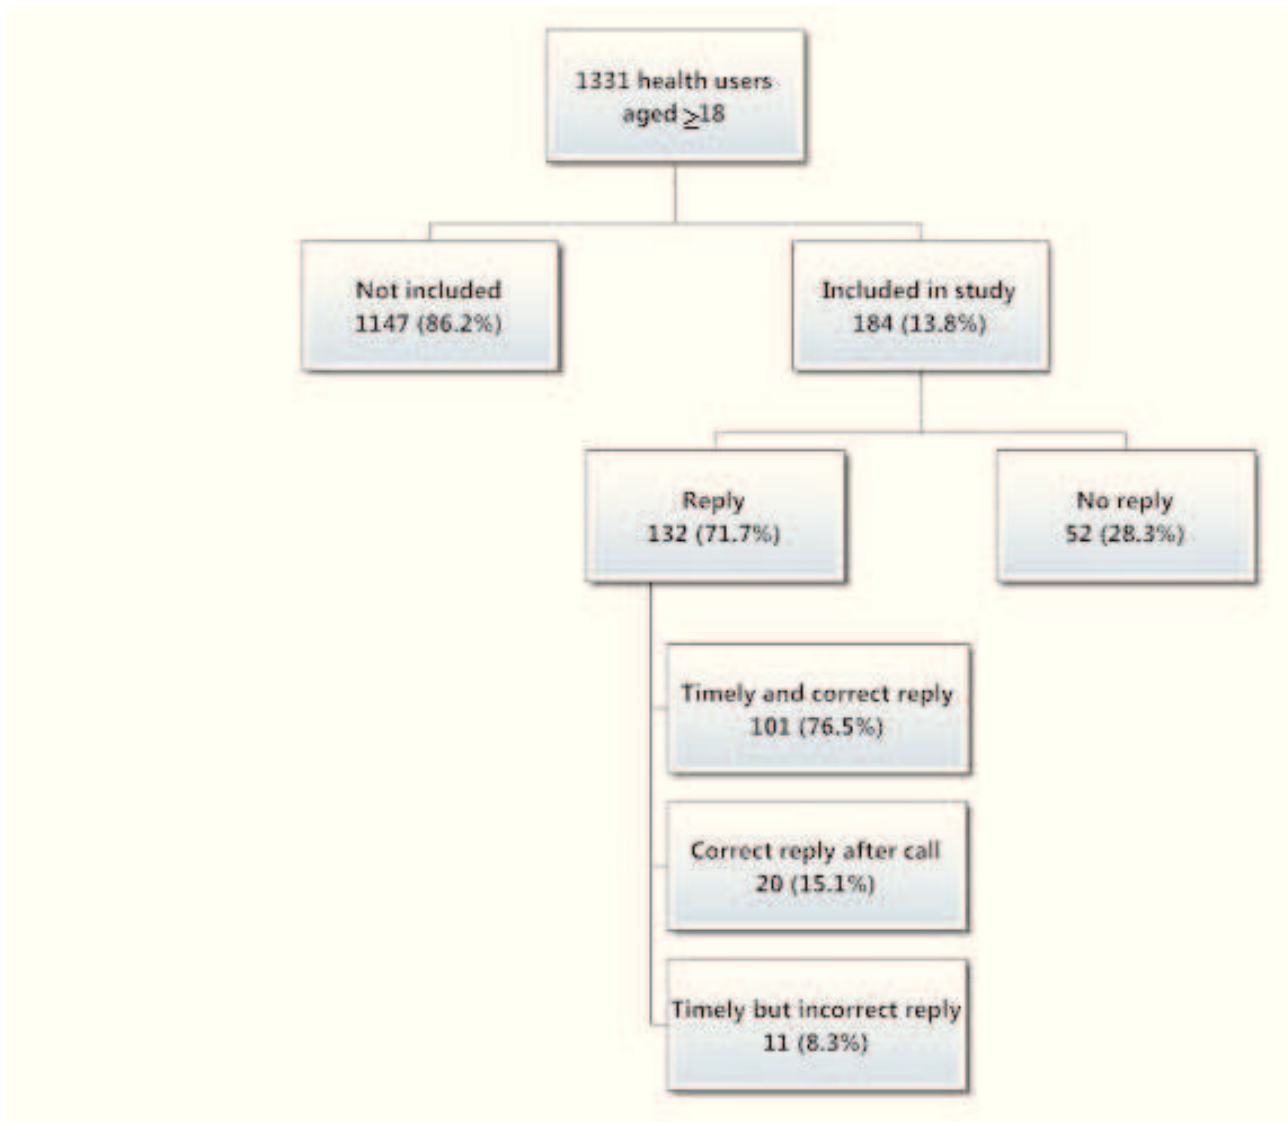 1331 health users
aged ≥18
Not included
1147 (86.2%)
Included in study
184 (13.8%)
Reply
132 (71.7%)
No reply
52 (28.3%)
Timely and correct reply
101 (76.5%)
Correct reply after call
20 (15.1%)
Timely but incorrect reply
11 (8.3%)